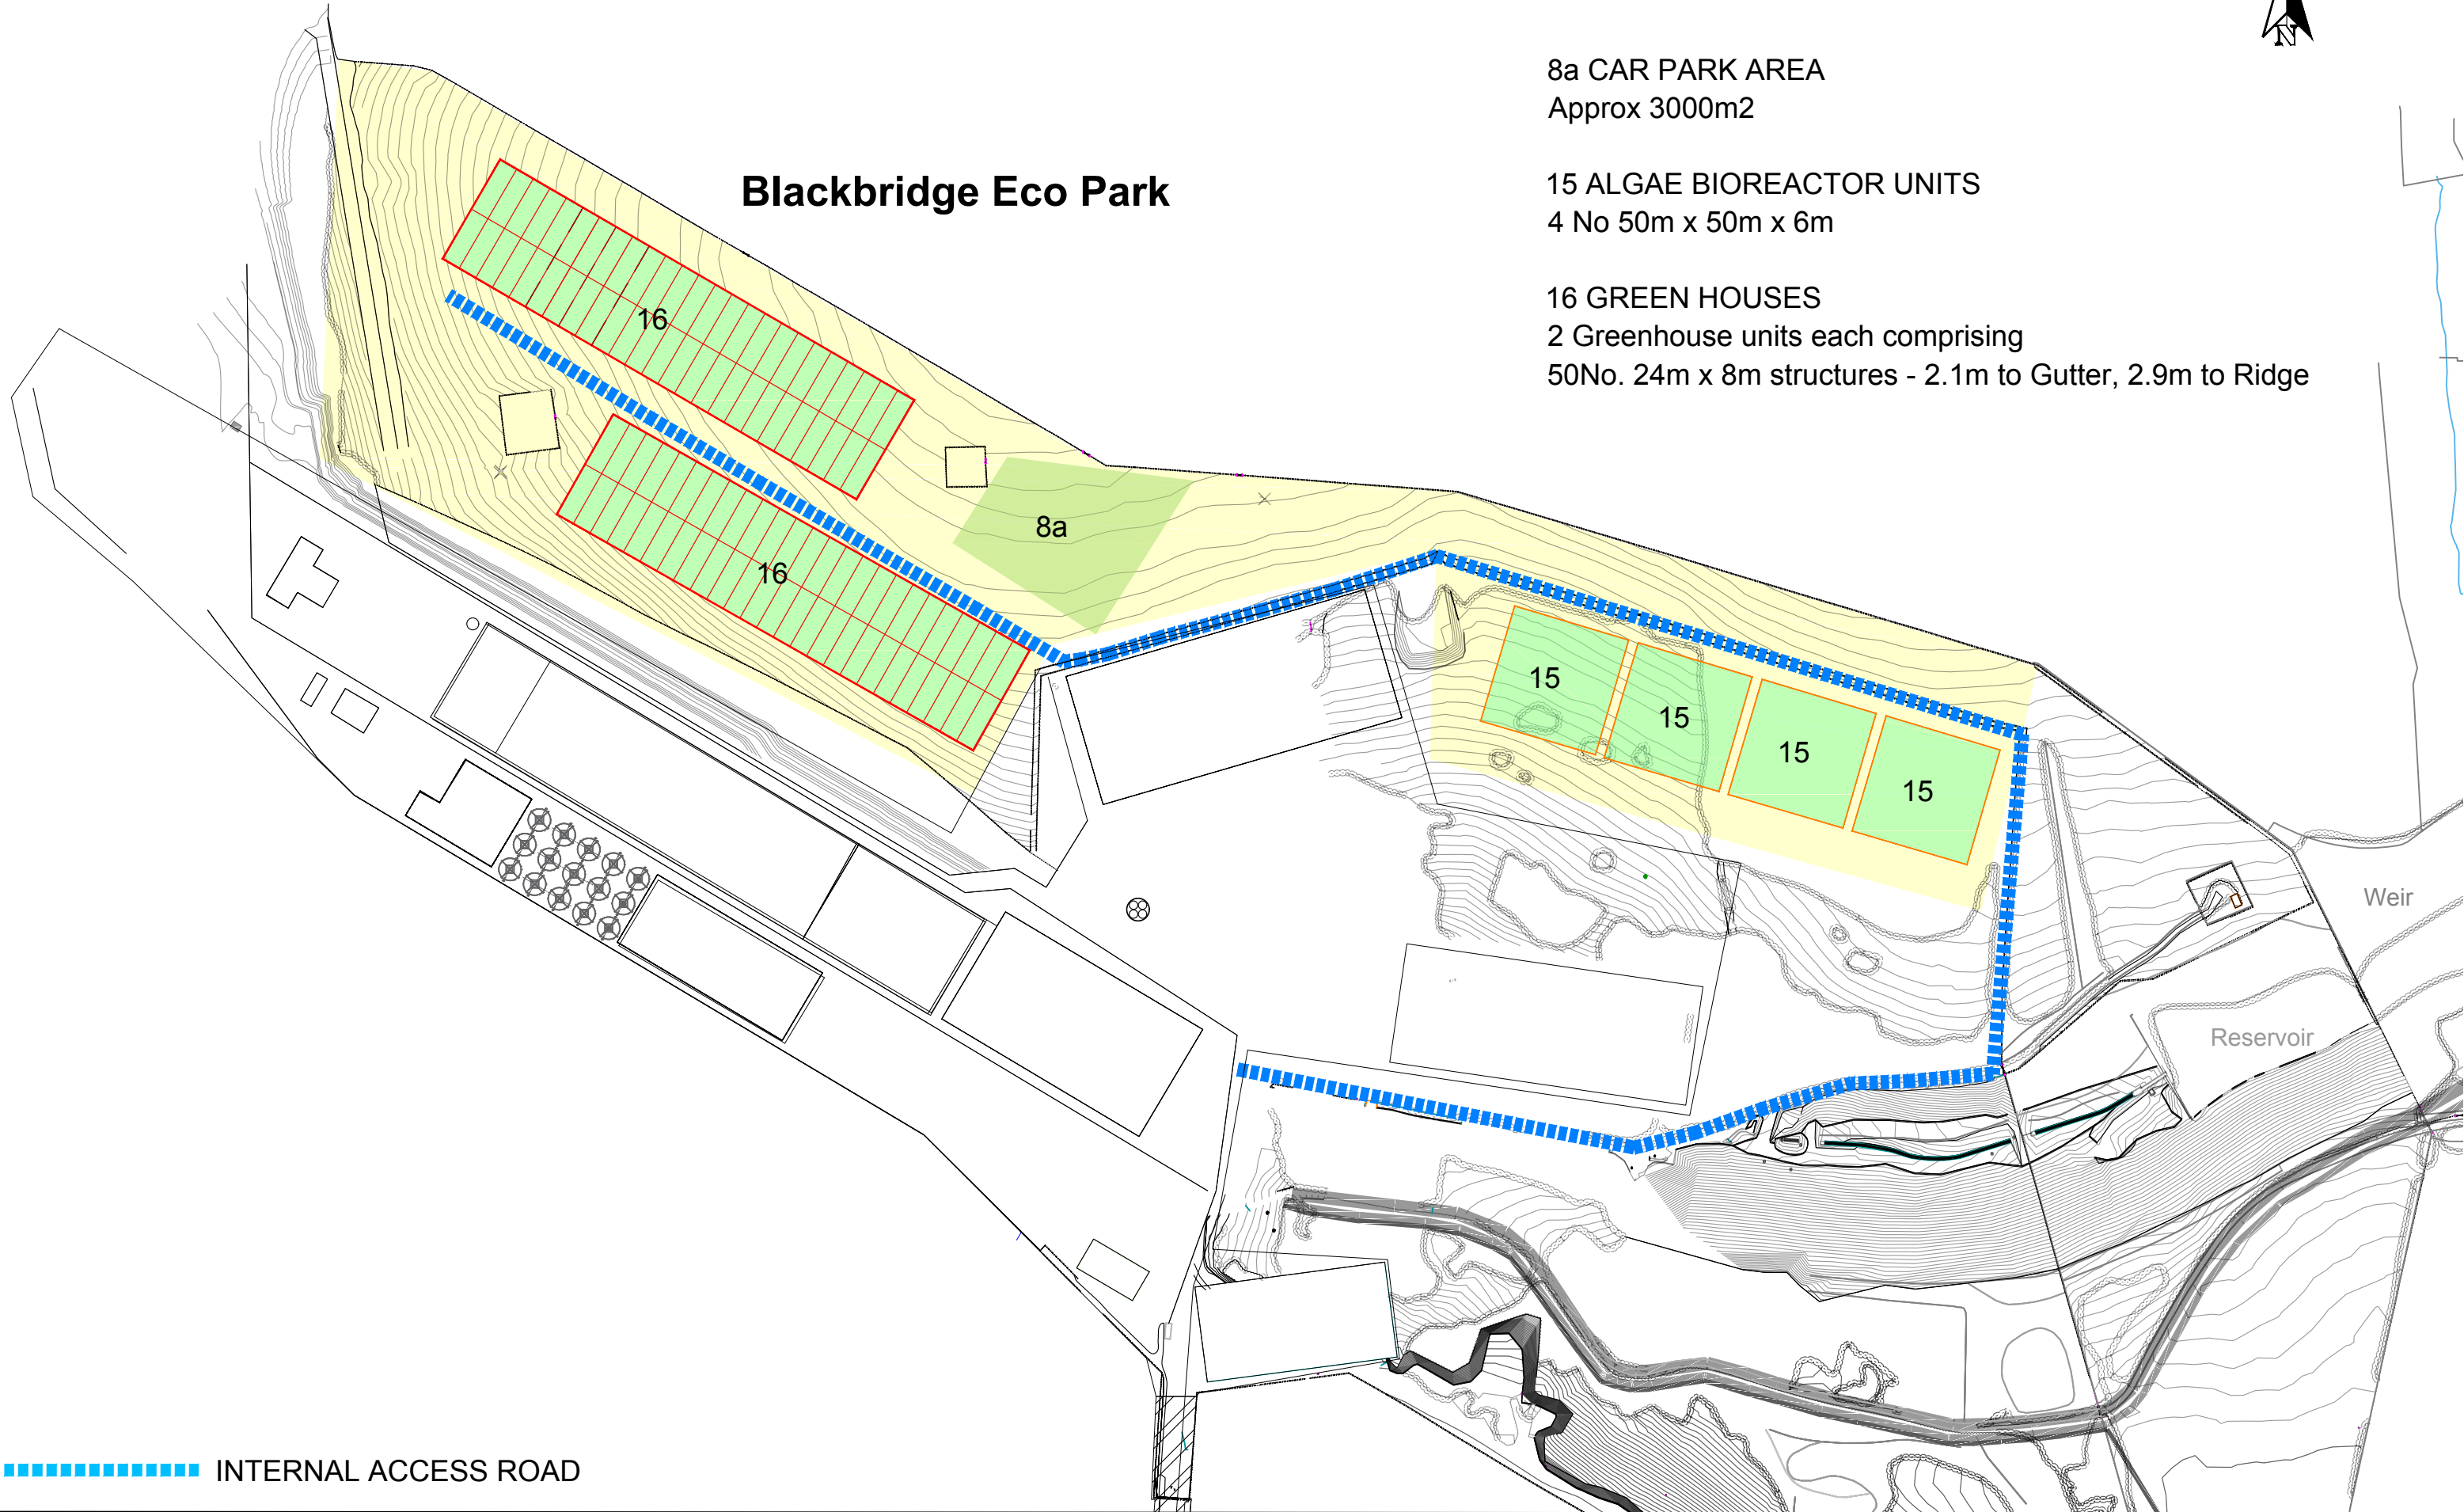 N
8a CAR PARK AREA
Approx 3000m2
Blackbridge Eco Park
15 ALGAE BIOREACTOR UNITS
4 No 50m x 50m x 6m
16 GREEN HOUSES
2 Greenhouse units each comprising
50No. 24m x 8m structures - 2.1m to Gutter, 2.9m to Ridge
16
8a
16
15
15
15
15
Weir
Reservoir
INTERNAL ACCESS ROAD